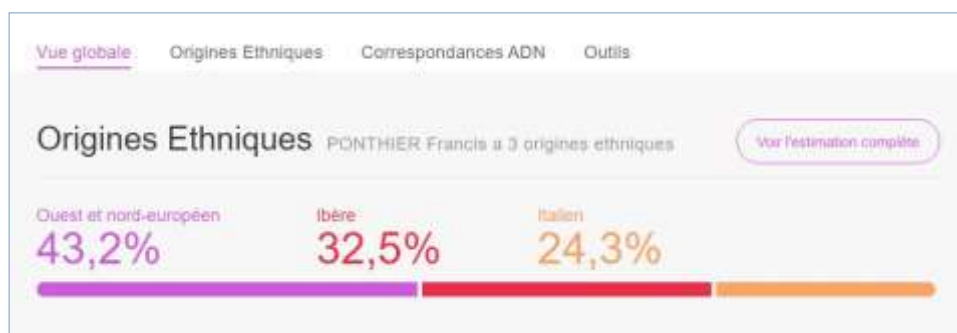 Vue globale Origines Ethniques Correspondances ADN Outils
Origines Ethniques PONTHIER Francis a 3 origines ethniques Voir l'estimation complète
Ouest et nord-européen Ibère Italien
43,2% 32,5% 24,3%